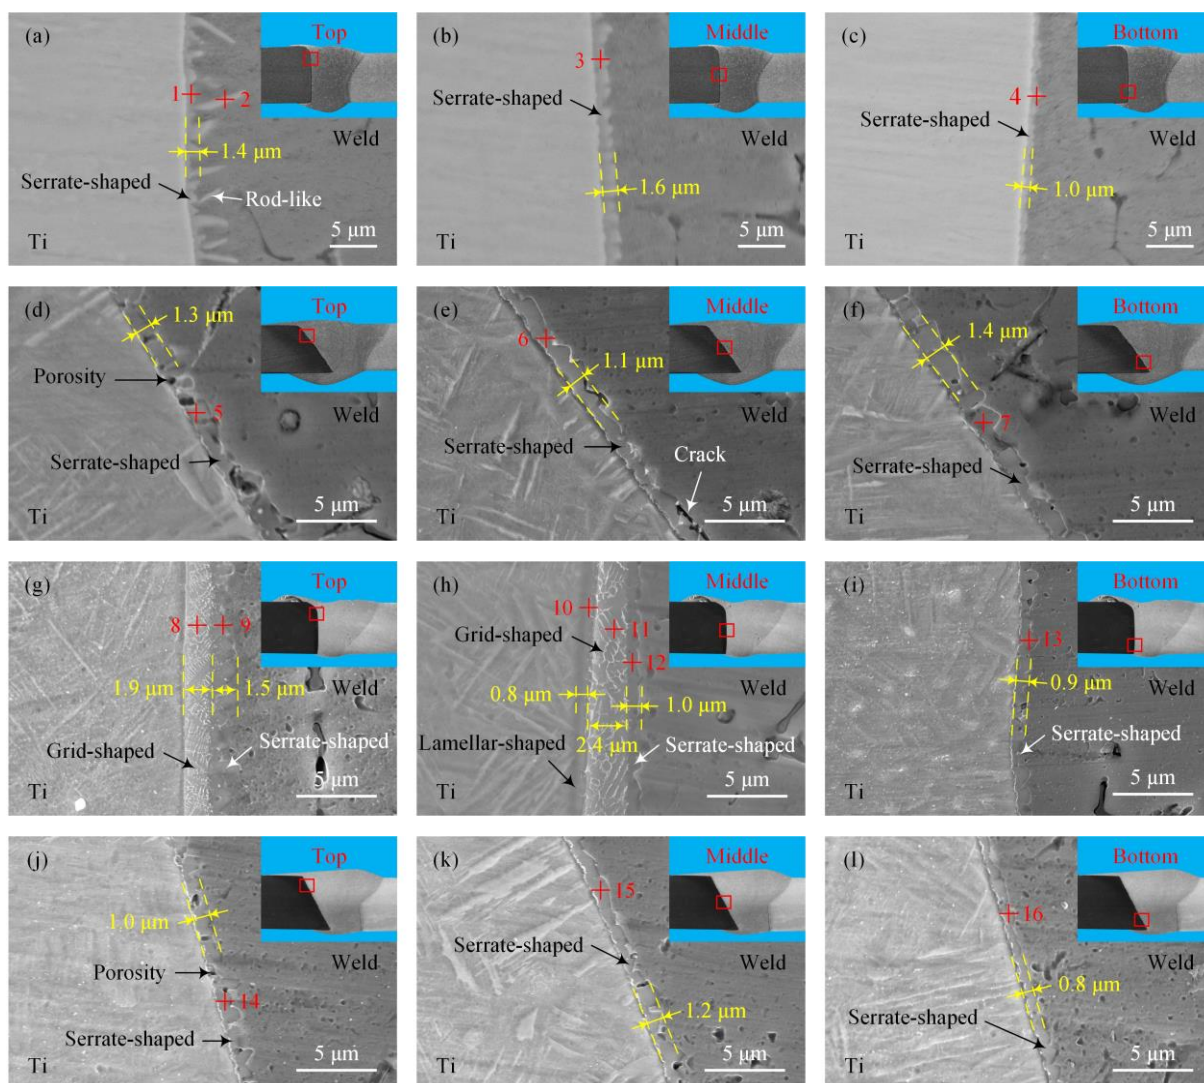 (a)
Top
1
2
Weld
1.4 μm
Serrate-shaped
Rod-like
Ti
5 μm
(b)
Middle
3
Serrate-shaped
Weld
1.6 μm
Ti
5 μm
(c)
Bottom
4
Serrate-shaped
Weld
1.0 μm
Ti
5 μm
(d)
Top
1.3 μm
Porosity
5
Weld
Serrate-shaped
Ti
5 μm
(e)
Middle
6
1.1 μm
Weld
Serrate-shaped
Crack
Ti
5 μm
(f)
Bottom
1.4 μm
Weld
7
Serrate-shaped
Ti
5 μm
(g)
Top
8
9
1.9 μm
1.5 μm
Weld
Grid-shaped
Serrate-shaped
Ti
5 μm
(h)
Middle
10
11
Grid-shaped
12
0.8 μm
Weld
1.0 μm
2.4 μm
Lamellar-shaped
Serrate-shaped
Ti
5 μm
(i)
Bottom
13
Weld
0.9 μm
Serrate-shaped
Ti
5 μm
(j)
Top
1.0 μm
Weld
Porosity
14
Serrate-shaped
Ti
5 μm
(k)
Middle
15
Serrate-shaped
Weld
1.2 μm
Ti
5 μm
(l)
Bottom
16
Weld
0.8 μm
Serrate-shaped
Ti
5 μm